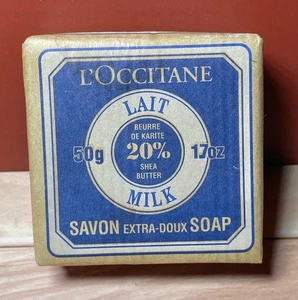 L'OCCITANE
LAIT
BEURRE
DE KARITE
50g 20% 1.7oz
SHEA
BUTTER
MILK
SAVON EXTRA-DOUX SOAP